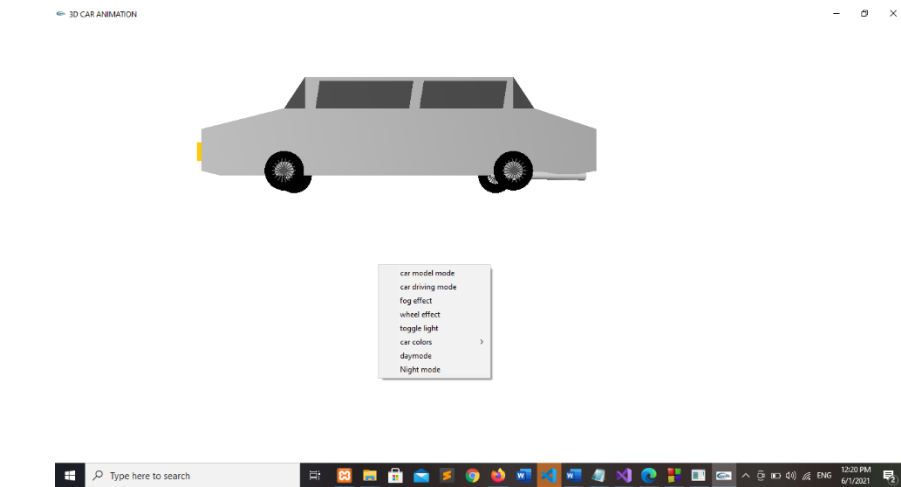 3D CAR ANIMATION
car model mode
car driving mode
fog effect
wheel effect
toggle light
car colors
daymode
Night mode
Type here to search
ENG
12:20 PM
6/1/2021